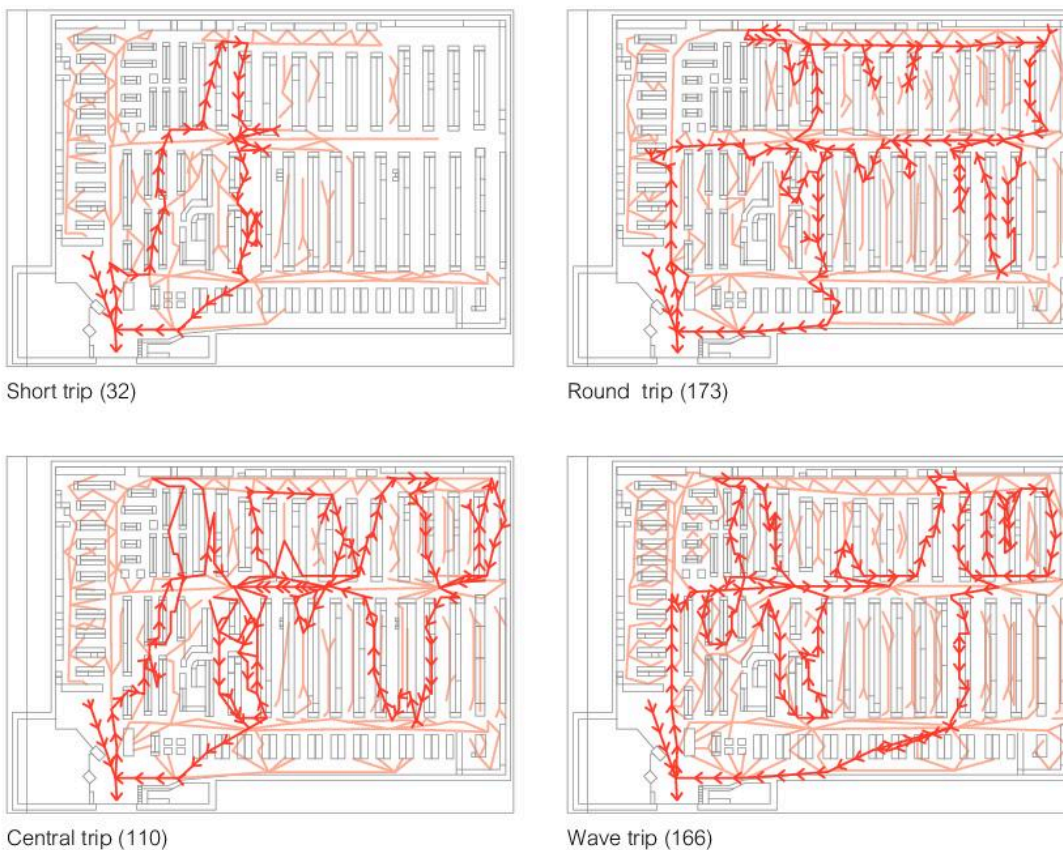 Short trip (32)
Round trip (173)
Central trip (110)
Wave trip (166)